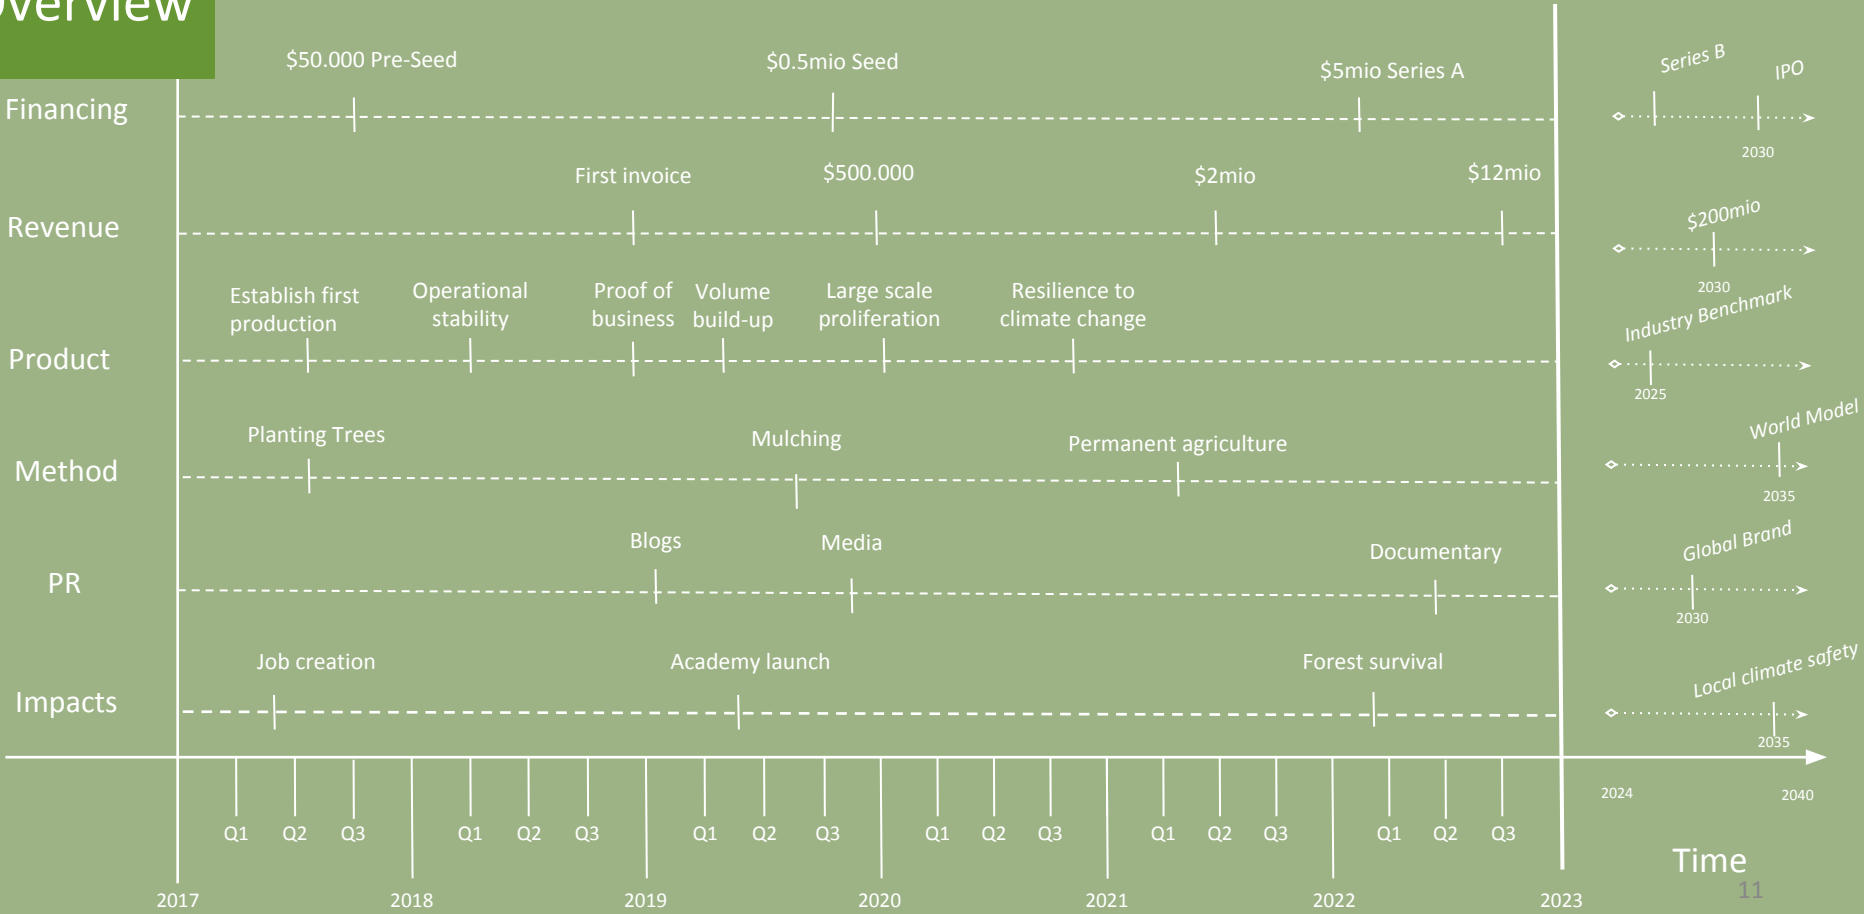 Overview
Financing
$50.000 Pre-Seed
$0.5mio Seed
$5mio Series A
Series B
IPO
2030
Revenue
First invoice
$500.000
$2mio
$12mio
$200mio
2030
Product
Establish first
production
Operational
stability
Proof of
business
Volume
build-up
Large scale
proliferation
Resilience to
climate change
Industry Benchmark
2025
Method
Planting Trees
Mulching
Permanent agriculture
World Model
2035
PR
Blogs
Media
Documentary
Global Brand
2030
Impacts
Job creation
Academy launch
Forest survival
Local climate safety
2035
Q1 Q2 Q3 Q1 Q2 Q3 Q1 Q2 Q3 Q1 Q2 Q3 Q1 Q2 Q3 Q1 Q2 Q3
2024 2040
2017 2018 2019 2020 2021 2022 2023
Time
11